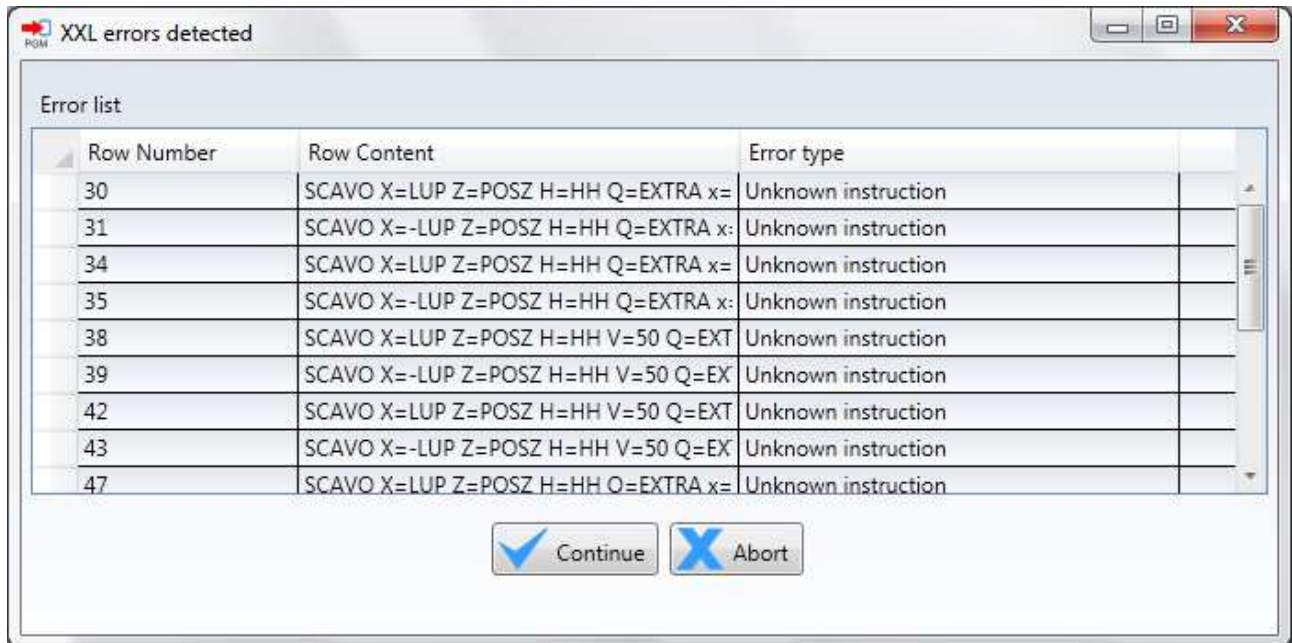 PGM XXL errors detected
Error list
Row Number Row Content Error type
30 SCAVO X=LUP Z=POSZ H=HH Q=EXTRA x= Unknown instruction
31 SCAVO X=-LUP Z=POSZ H=HH Q=EXTRA x: Unknown instruction
34 SCAVO X=LUP Z=POSZ H=HH Q=EXTRA x= Unknown instruction
35 SCAVO X=-LUP Z=POSZ H=HH Q=EXTRA x: Unknown instruction
38 SCAVO X=LUP Z=POSZ H=HH V=50 Q=EXT Unknown instruction
39 SCAVO X=-LUP Z=POSZ H=HH V=50 Q=EX Unknown instruction
42 SCAVO X=LUP Z=POSZ H=HH V=50 Q=EXT Unknown instruction
43 SCAVO X=-LUP Z=POSZ H=HH V=50 Q=EX Unknown instruction
47 SCAVO X=LUP Z=POSZ H=HH Q=EXTRA x= Unknown instruction
Continue Abort